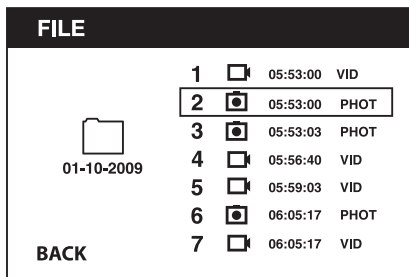 FILE
1 05:53:00 VID
2 05:53:00 PHOT
3 05:53:03 PHOT
4 05:56:40 VID
5 05:59:03 VID
6 06:05:17 PHOT
7 06:05:17 VID
01-10-2009
BACK